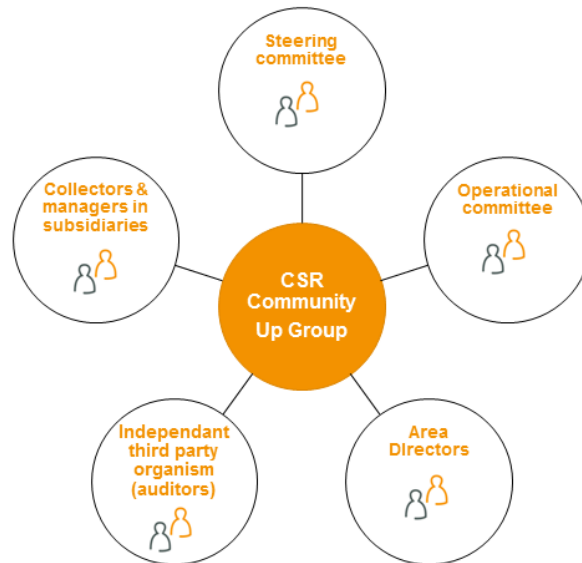 Steering
committee
Collectors &
managers in
subsidiaries
Operational
committee
CSR
Community
Up Group
Independant
third party
organism
(auditors)
Area
Directors